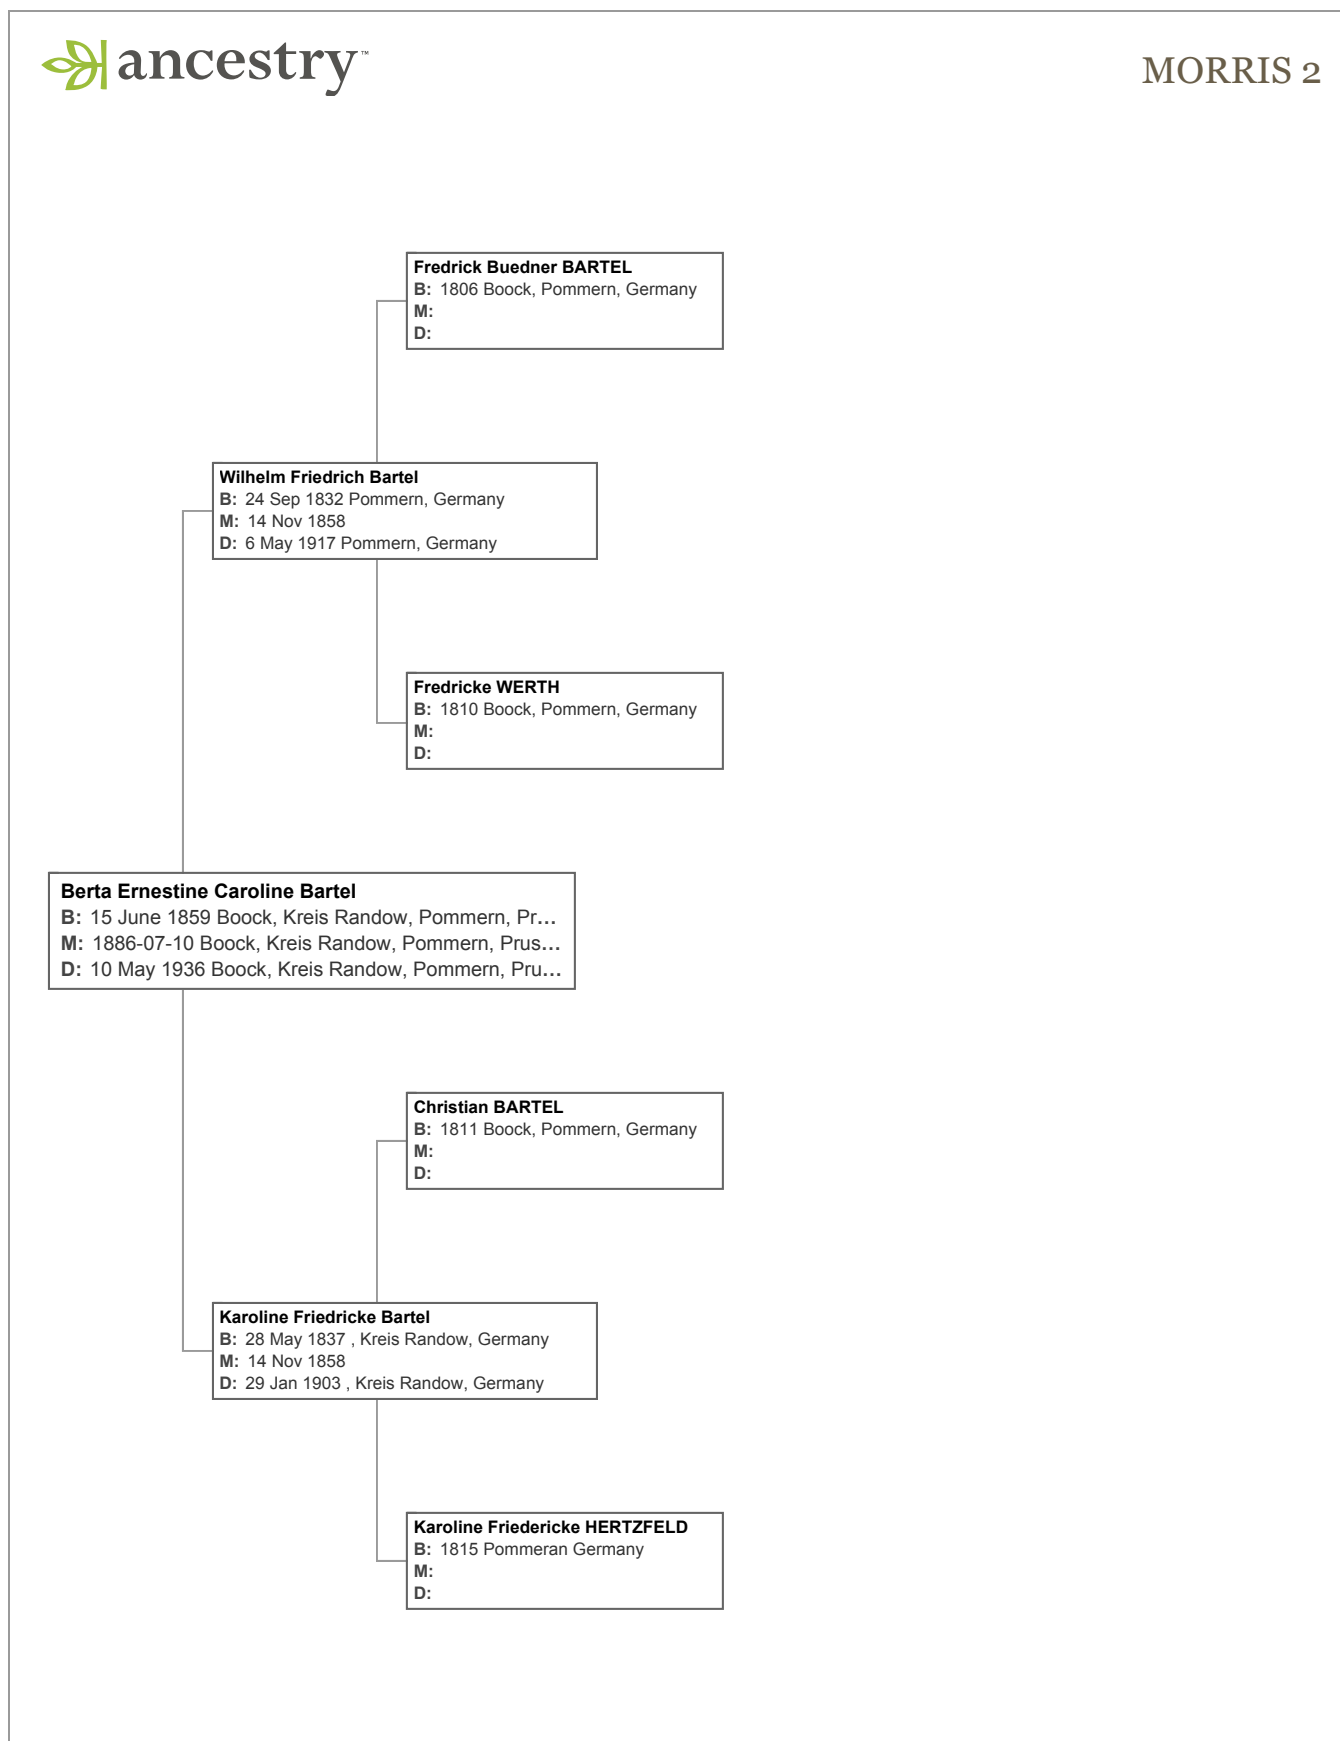 ancestry™
MORRIS 2
Fredrick Buedner BARTEL
B: 1806 Boock, Pommern, Germany
M:
D:
Wilhelm Friedrich Bartel
B: 24 Sep 1832 Pommern, Germany
M: 14 Nov 1858
D: 6 May 1917 Pommern, Germany
Fredricke WERTH
B: 1810 Boock, Pommern, Germany
M:
D:
Berta Ernestine Caroline Bartel
B: 15 June 1859 Boock, Kreis Randow, Pommern, Pr...
M: 1886-07-10 Boock, Kreis Randow, Pommern, Prus...
D: 10 May 1936 Boock, Kreis Randow, Pommern, Pru...
Christian BARTEL
B: 1811 Boock, Pommern, Germany
M:
D:
Karoline Friedricke Bartel
B: 28 May 1837 , Kreis Randow, Germany
M: 14 Nov 1858
D: 29 Jan 1903 , Kreis Randow, Germany
Karoline Friedericke HERTZFELD
B: 1815 Pommeran Germany
M:
D: